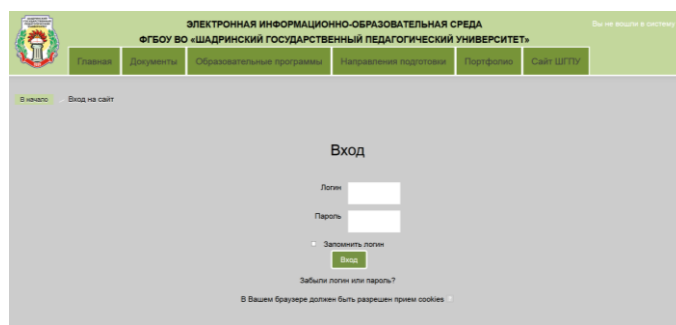 ЭЛЕКТРОННАЯ ИНФОРМАЦИОННО-ОБРАЗОВАТЕЛЬНАЯ СРЕДА
Вы не вошли в систему
ФГБОУ ВО «ШАДРИНСКИЙ ГОСУДАРСТВЕННЫЙ ПЕДАГОГИЧЕСКИЙ УНИВЕРСИТЕТ»
Главная Документы Образовательные программы Направления подготовки Портфолио Сайт ШГПУ
В начало Вход на сайт
Вход
Логин
Пароль
Запомнить логин
Вход
Забыли логин или пароль?
В Вашем браузере должен быть разрешен прием cookies